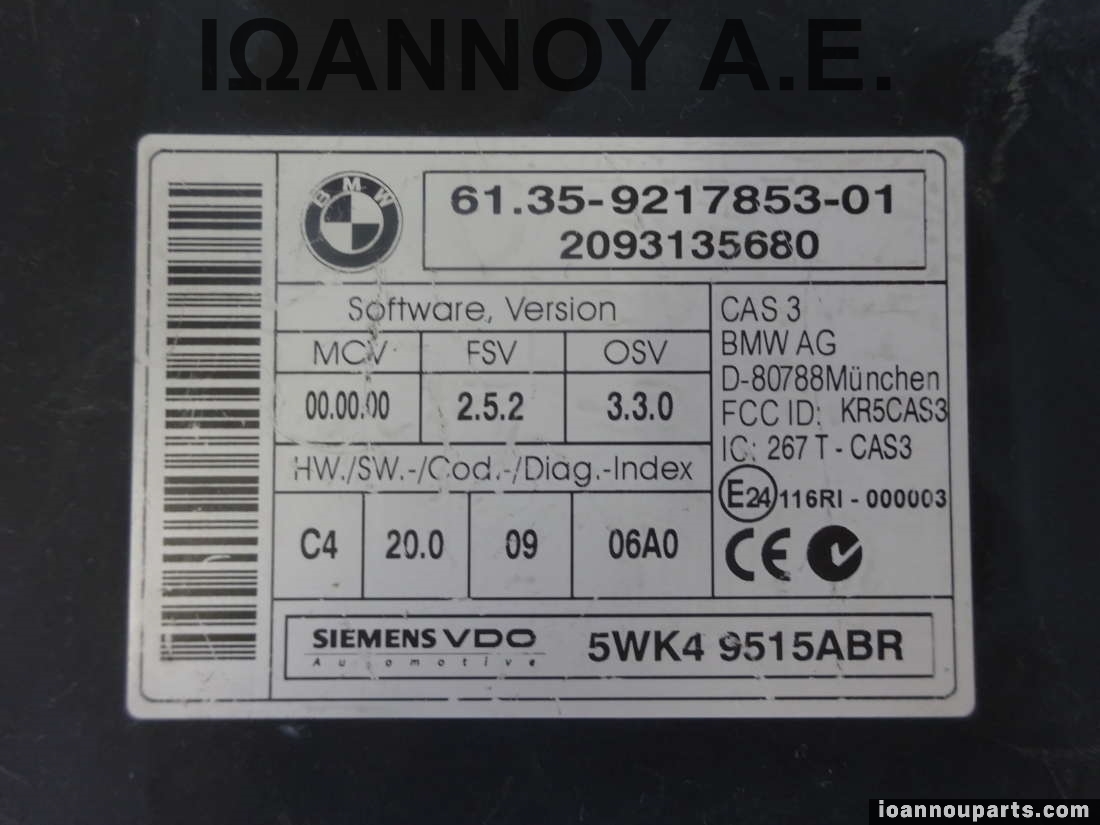 ΙΩΑΝΝΟΥ Α.Ε.
BMW
61.35-9217853-01
2093135680
Software, Version
MCV FSV OSV
00.00.00 2.5.2 3.3.0
HW./SW.-/Cod.-/Diag.-Index
C4 20.0 09 06A0
CAS 3
BMW AG
D-80788München
FCC ID: KR5CAS3
IC: 267 T - CAS3
E24 116RI - 000003
CE
SIEMENS VDO
Automotive
5WK4 9515ABR
ioannouparts.com